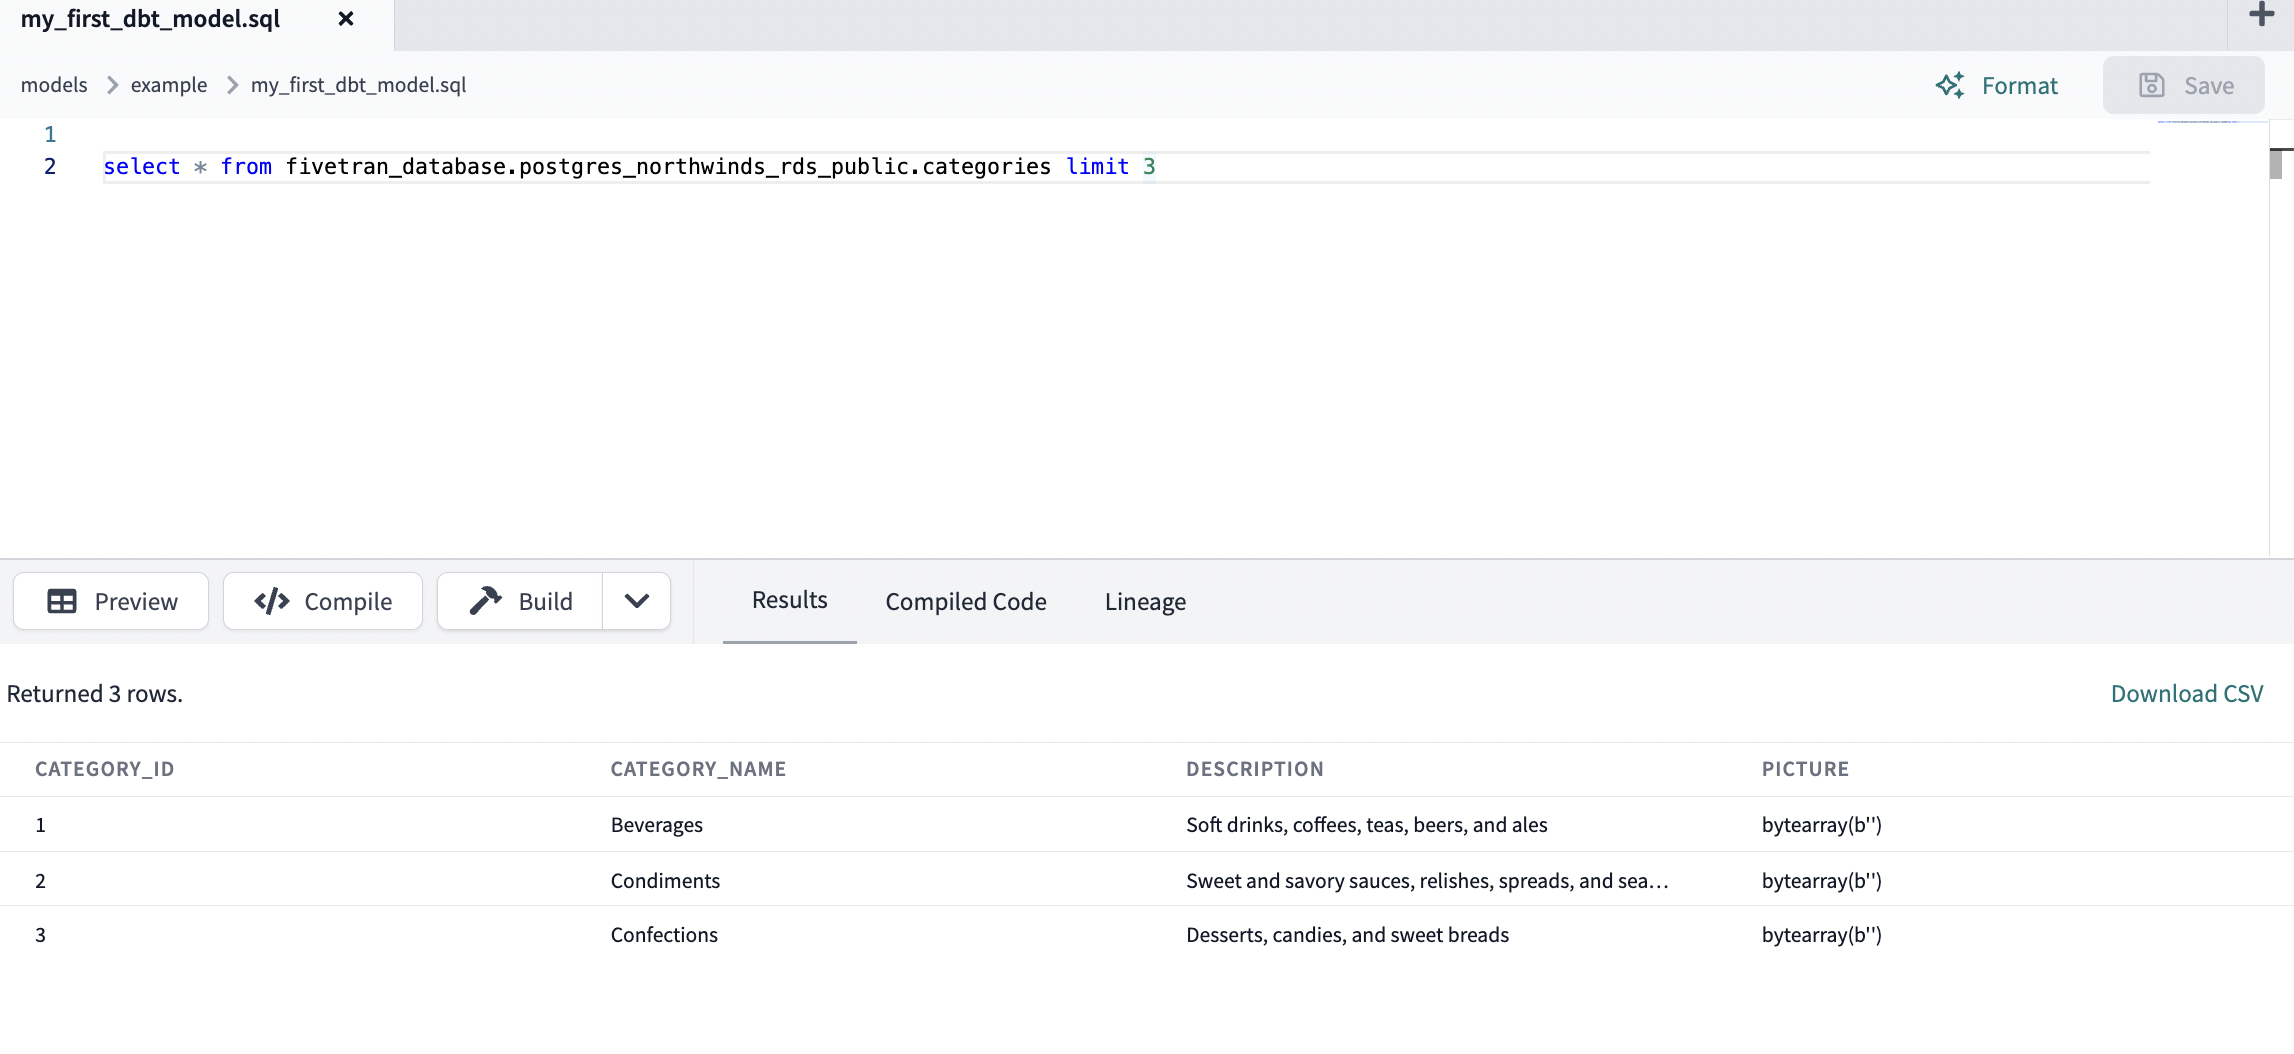 my_first_dbt_model.sql
models example my_first_dbt_model.sql
Format Save
1
2 select * from fivetran_database.postgres_northwinds_rds_public.categories limit 3
Preview Compile Build Results Compiled Code Lineage
Returned 3 rows. Download CSV
CATEGORY_ID CATEGORY_NAME DESCRIPTION PICTURE
1 Beverages Soft drinks, coffees, teas, beers, and ales bytearray(b'')
2 Condiments Sweet and savory sauces, relishes, spreads, and sea... bytearray(b'')
3 Confections Desserts, candies, and sweet breads bytearray(b'')